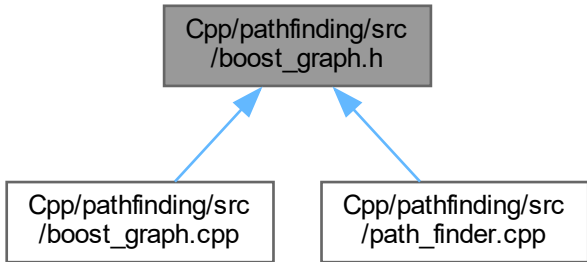 Cpp/pathfinding/src
/boost_graph.h
Cpp/pathfinding/src
/boost_graph.cpp
Cpp/pathfinding/src
/path_finder.cpp